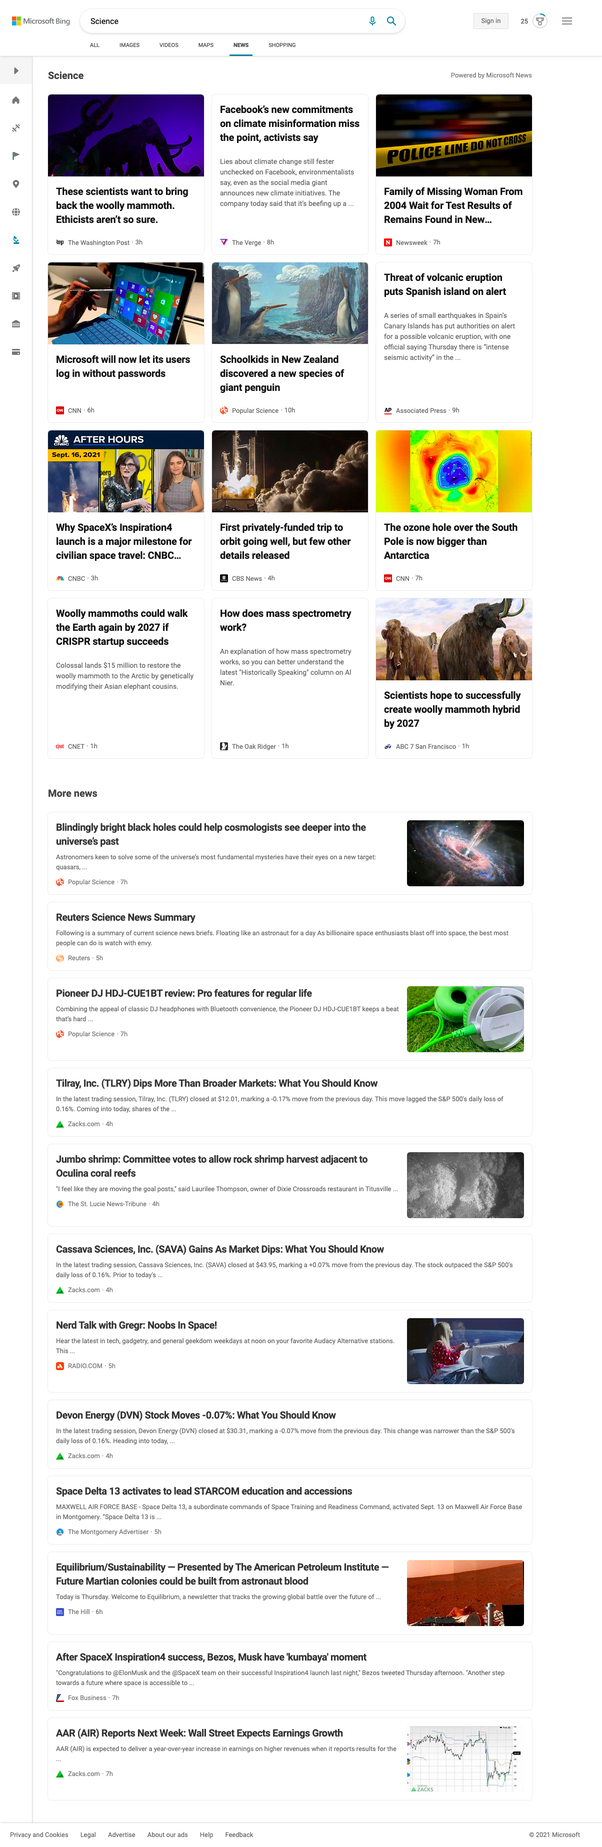 Microsoft Bing
Science
Sign in
25
ALL
IMAGES
VIDEOS
MAPS
NEWS
SHOPPING
Science
Powered by Microsoft News
These scientists want to bring
back the woolly mammoth.
Ethicists aren't so sure.
The Washington Post · 3h
Facebook's new commitments
on climate misinformation miss
the point, activists say
Lies about climate change still fester
unchecked on Facebook, environmentalists
say, even as the social media giant
announces new climate initiatives. The
company today said that it's beefing up a ...
The Verge · 8h
POLICE LINE DO NOT CROSS
Family of Missing Woman From
2004 Wait for Test Results of
Remains Found in New...
N
Newsweek · 7h
Microsoft will now let its users
log in without passwords
CNN · 6h
Schoolkids in New Zealand
discovered a new species of
giant penguin
Popular Science · 10h
Threat of volcanic eruption
puts Spanish island on alert
A series of small earthquakes in Spain's
Canary Islands has put authorities on alert
for a possible volcanic eruption, with one
official saying Thursday there is "intense
seismic activity" in the ...
AP
Associated Press · 9h
CNBC
AFTER HOURS
Sept. 16, 2021
Why SpaceX's Inspiration4
launch is a major milestone for
civilian space travel: CNBC...
CNBC · 3h
First privately-funded trip to
orbit going well, but few other
details released
CBS News · 4h
The ozone hole over the South
Pole is now bigger than
Antarctica
CNN · 7h
Woolly mammoths could walk
the Earth again by 2027 if
CRISPR startup succeeds
Colossal lands $15 million to restore the
woolly mammoth to the Arctic by genetically
modifying their Asian elephant cousins.
CNET · 1h
How does mass spectrometry
work?
An explanation of how mass spectrometry
works, so you can better understand the
latest "Historically Speaking" column on Al
Nier.
The Oak Ridger · 1h
Scientists hope to successfully
create woolly mammoth hybrid
by 2027
ABC 7 San Francisco · 1h
More news
Blindingly bright black holes could help cosmologists see deeper into the
universe's past
Astronomers keen to solve some of the universe's most fundamental mysteries have their eyes on a new target:
quasars, ...
Popular Science · 7h
Reuters Science News Summary
Following is a summary of current science news briefs. Floating like an astronaut for a day As billionaire space enthusiasts blast off into space, the best most
people can do is watch with envy.
Reuters · 5h
Pioneer DJ HDJ-CUE1BT review: Pro features for regular life
Combining the appeal of classic DJ headphones with Bluetooth convenience, the Pioneer DJ HDJ-CUE1BT keeps a beat
that's hard ...
Popular Science · 7h
Tilray, Inc. (TLRY) Dips More Than Broader Markets: What You Should Know
In the latest trading session, Tilray, Inc. (TLRY) closed at $12.01, marking a -0.17% move from the previous day. This move lagged the S&P 500's daily loss of
0.16%. Coming into today, shares of the ...
Zacks.com · 4h
Jumbo shrimp: Committee votes to allow rock shrimp harvest adjacent to
Oculina coral reefs
"I feel like they are moving the goal posts," said Laurilee Thompson, owner of Dixie Crossroads restaurant in Titusville ...
The St. Lucie News-Tribune · 4h
Cassava Sciences, Inc. (SAVA) Gains As Market Dips: What You Should Know
In the latest trading session, Cassava Sciences, Inc. (SAVA) closed at $43.95, marking a +0.07% move from the previous day. The stock outpaced the S&P 500's
daily loss of 0.16%. Prior to today's ...
Zacks.com · 4h
Nerd Talk with Gregr: Noobs In Space!
Hear the latest in tech, gadgetry, and general geekdom weekdays at noon on your favorite Audacy Alternative stations.
This ...
RADIO.COM · 5h
Devon Energy (DVN) Stock Moves -0.07%: What You Should Know
In the latest trading session, Devon Energy (DVN) closed at $30.31, marking a -0.07% move from the previous day. This change was narrower than the S&P 500's
daily loss of 0.16%. Heading into today, ...
Zacks.com · 4h
Space Delta 13 activates to lead STARCOM education and accessions
MAXWELL AIR FORCE BASE - Space Delta 13, a subordinate commands of Space Training and Readiness Command, activated Sept. 13 on Maxwell Air Force Base
in Montgomery. "Space Delta 13 is ...
The Montgomery Advertiser · 5h
Equilibrium/Sustainability — Presented by The American Petroleum Institute —
Future Martian colonies could be built from astronaut blood
Today is Thursday. Welcome to Equilibrium, a newsletter that tracks the growing global battle over the future of ...
The Hill · 6h
After SpaceX Inspiration4 success, Bezos, Musk have 'kumbaya' moment
"Congratulations to @ElonMusk and the @SpaceX team on their successful Inspiration4 launch last night," Bezos tweeted Thursday afternoon. "Another step
towards a future where space is accessible to ...
Fox Business · 7h
AAR (AIR) Reports Next Week: Wall Street Expects Earnings Growth
AAR (AIR) is expected to deliver a year-over-year increase in earnings on higher revenues when it reports results for the
...
Zacks.com · 7h
ZACKS
Privacy and Cookies
Legal
Advertise
About our ads
Help
Feedback
© 2021 Microsoft